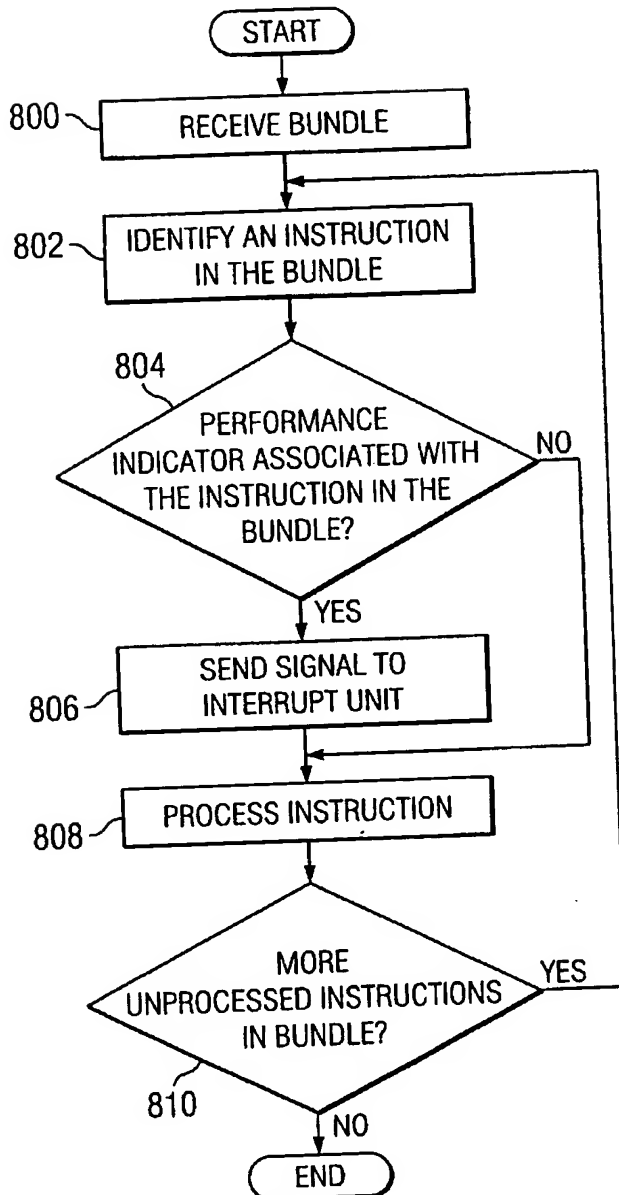 START
800
RECEIVE BUNDLE
802
IDENTIFY AN INSTRUCTION
IN THE BUNDLE
804
PERFORMANCE
INDICATOR ASSOCIATED WITH
THE INSTRUCTION IN THE
BUNDLE?
NO
YES
806
SEND SIGNAL TO
INTERRUPT UNIT
808
PROCESS INSTRUCTION
MORE
UNPROCESSED INSTRUCTIONS
IN BUNDLE?
YES
810
NO
END